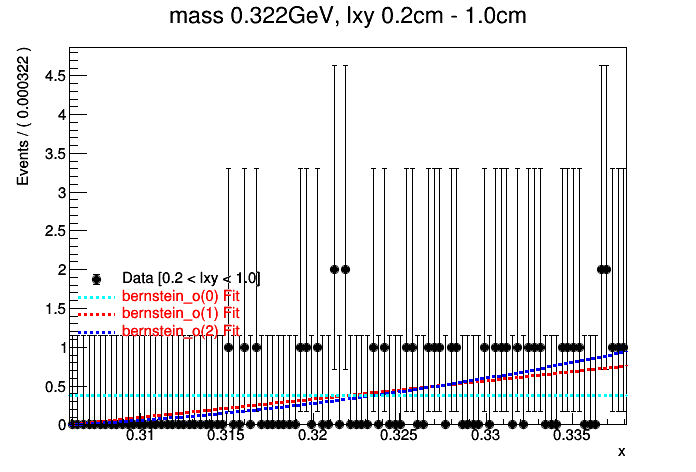 mass 0.322GeV, lxy 0.2cm - 1.0cm
Events / ( 0.000322 )
4.5
4
3.5
3
2.5
2
1.5
1
0.5
0
Data [0.2 < lxy < 1.0]
bernstein_o(0) Fit
bernstein_o(1) Fit
bernstein_o(2) Fit
0.31 0.315 0.32 0.325 0.33 0.335
x